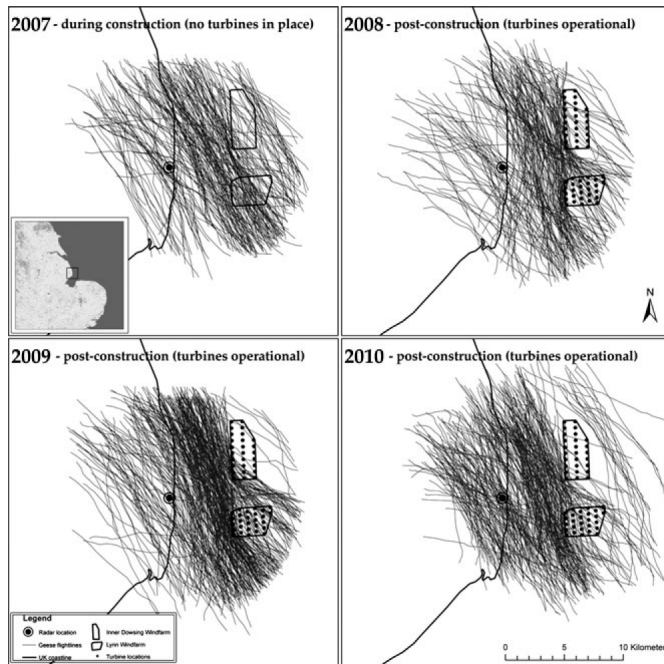 2007 - during construction (no turbines in place)
2008 - post-construction (turbines operational)
N
2009 - post-construction (turbines operational)
2010 - post-construction (turbines operational)
Legend
Radar location
Inner Dowsing Windfarm
Geese flightlines
Lynn Windfarm
UK coastline
Turbine locations
0 5 10 Kilometers